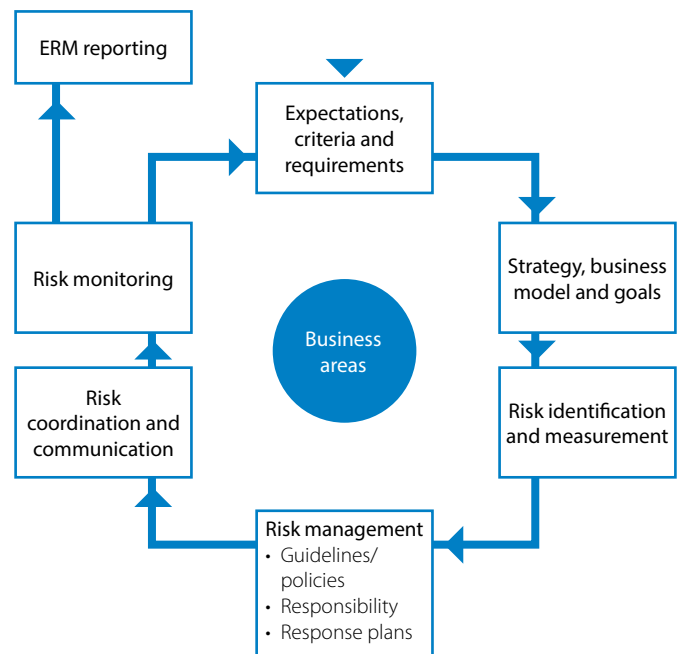 ERM reporting
Expectations,
criteria and
requirements
Strategy, business
model and goals
Risk identification
and measurement
Risk management
• Guidelines/
policies
• Responsibility
• Response plans
Risk
coordination and
communication
Risk monitoring
Business
areas